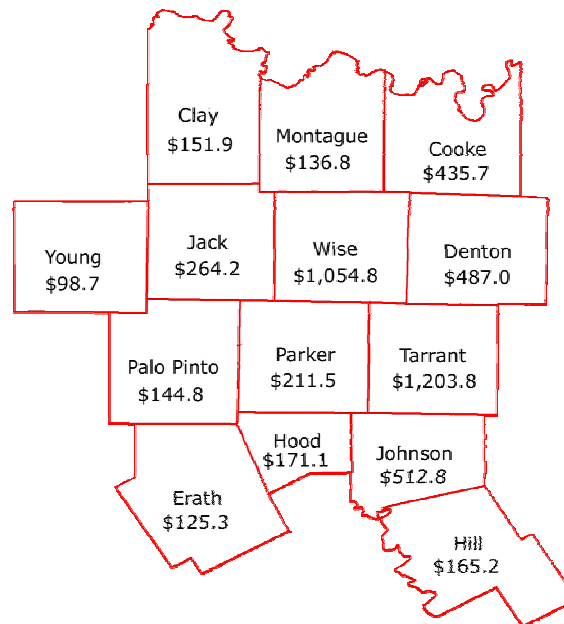 Clay
$151.9
Montague
$136.8
Cooke
$435.7
Young
$98.7
Jack
$264.2
Wise
$1,054.8
Denton
$487.0
Palo Pinto
$144.8
Parker
$211.5
Tarrant
$1,203.8
Hood
$171.1
Johnson
$512.8
Erath
$125.3
Hill
$165.2